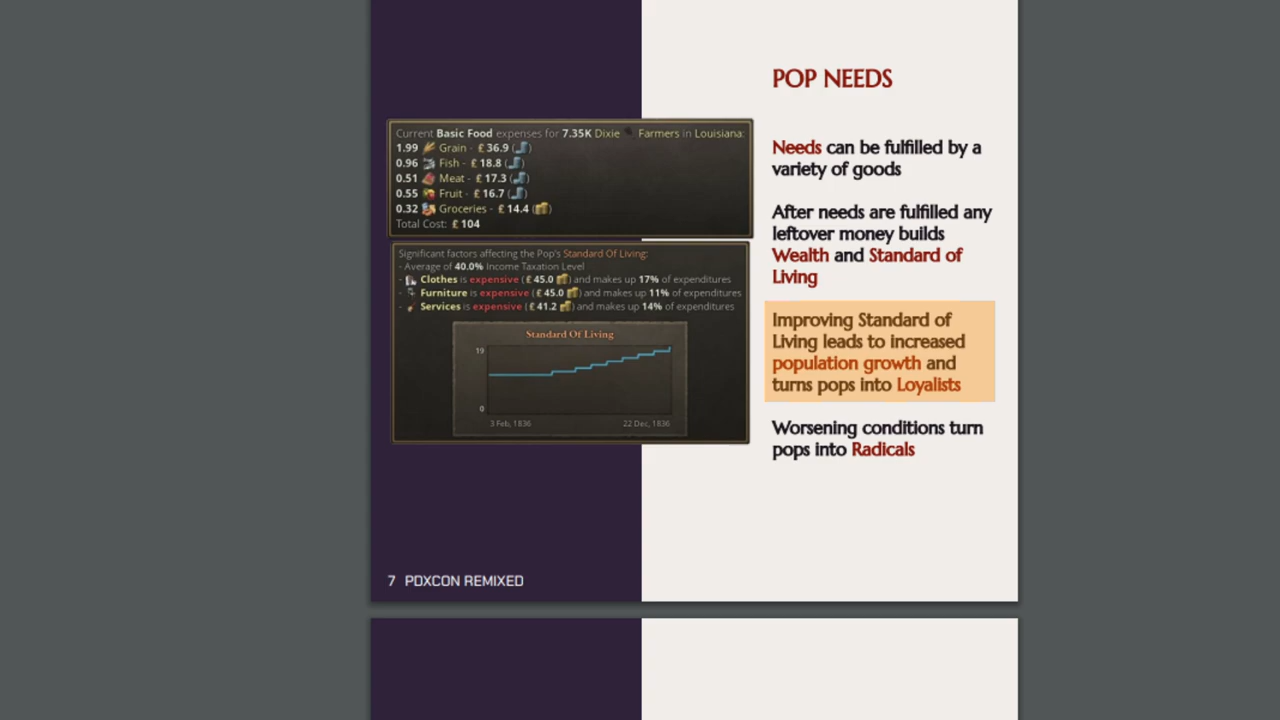 POP NEEDS
Current Basic Food expenses for 7.35K Dixie Farmers in Louisiana:
1.99 Grain - £36.9 ()
0.96 Fish - £18.8 ()
0.51 Meat - £17.3 ()
0.55 Fruit - £16.7 ()
0.32 Groceries - £14.4 ()
Total Cost: £104
Significant factors affecting the Pop's Standard Of Living:
- Average of 40.0% Income Taxation Level
- Clothes is expensive (£45.0 ) and makes up 17% of expenditures
- Furniture is expensive (£45.0 ) and makes up 11% of expenditures
- Services is expensive (£41.2 ) and makes up 14% of expenditures
Standard Of Living
19
0
3 Feb, 1836 22 Dec, 1836
Needs can be fulfilled by a
variety of goods
After needs are fulfilled any
leftover money builds
Wealth and Standard of
Living
Improving Standard of
Living leads to increased
population growth and
turns pops into Loyalists
Worsening conditions turn
pops into Radicals
7 PDXCON REMIXED